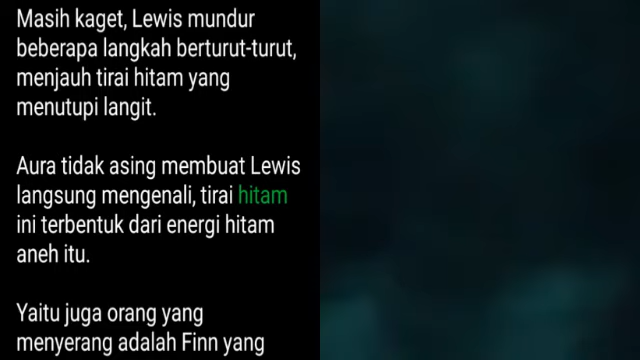 Masih kaget, Lewis mundur
beberapa langkah berturut-turut,
menjauh tirai hitam yang
menutupi langit.
Aura tidak asing membuat Lewis
langsung mengenali, tirai hitam
ini terbentuk dari energi hitam
aneh itu.
Yaitu juga orang yang
menyerang adalah Finn yang